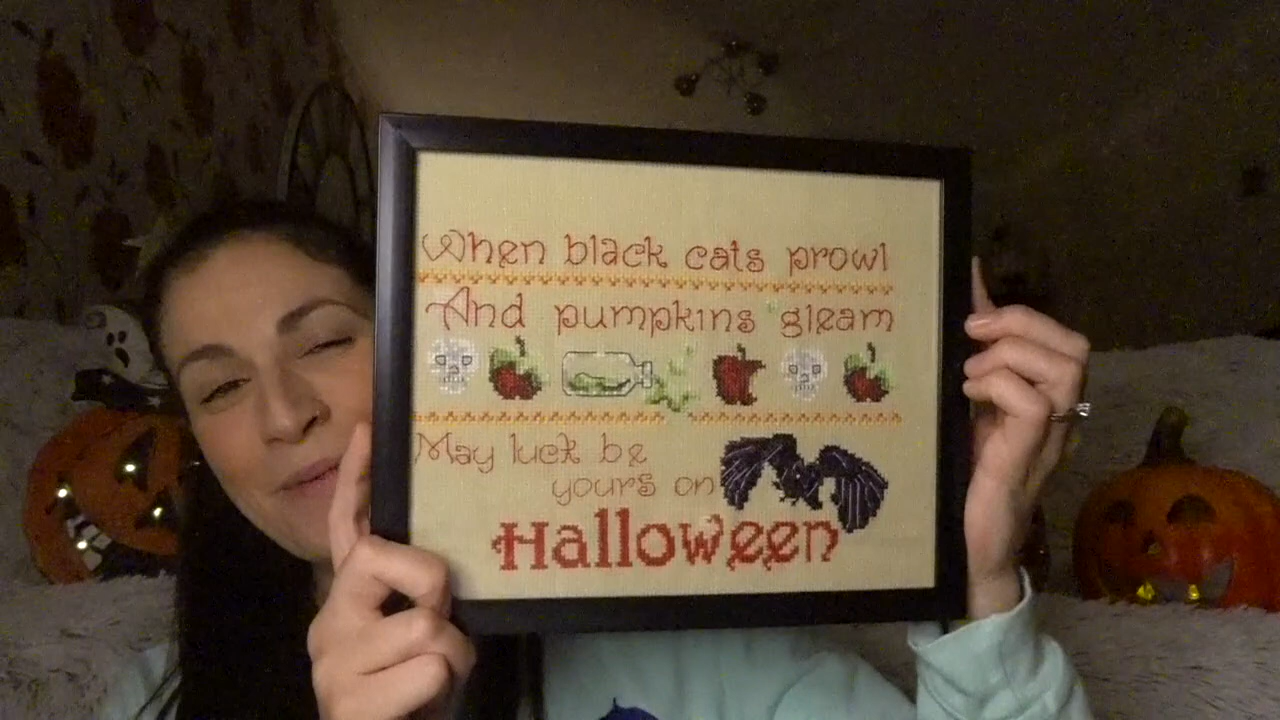 When black cats prowl
And pumpkins gleam
May luck be
yours on
Halloween